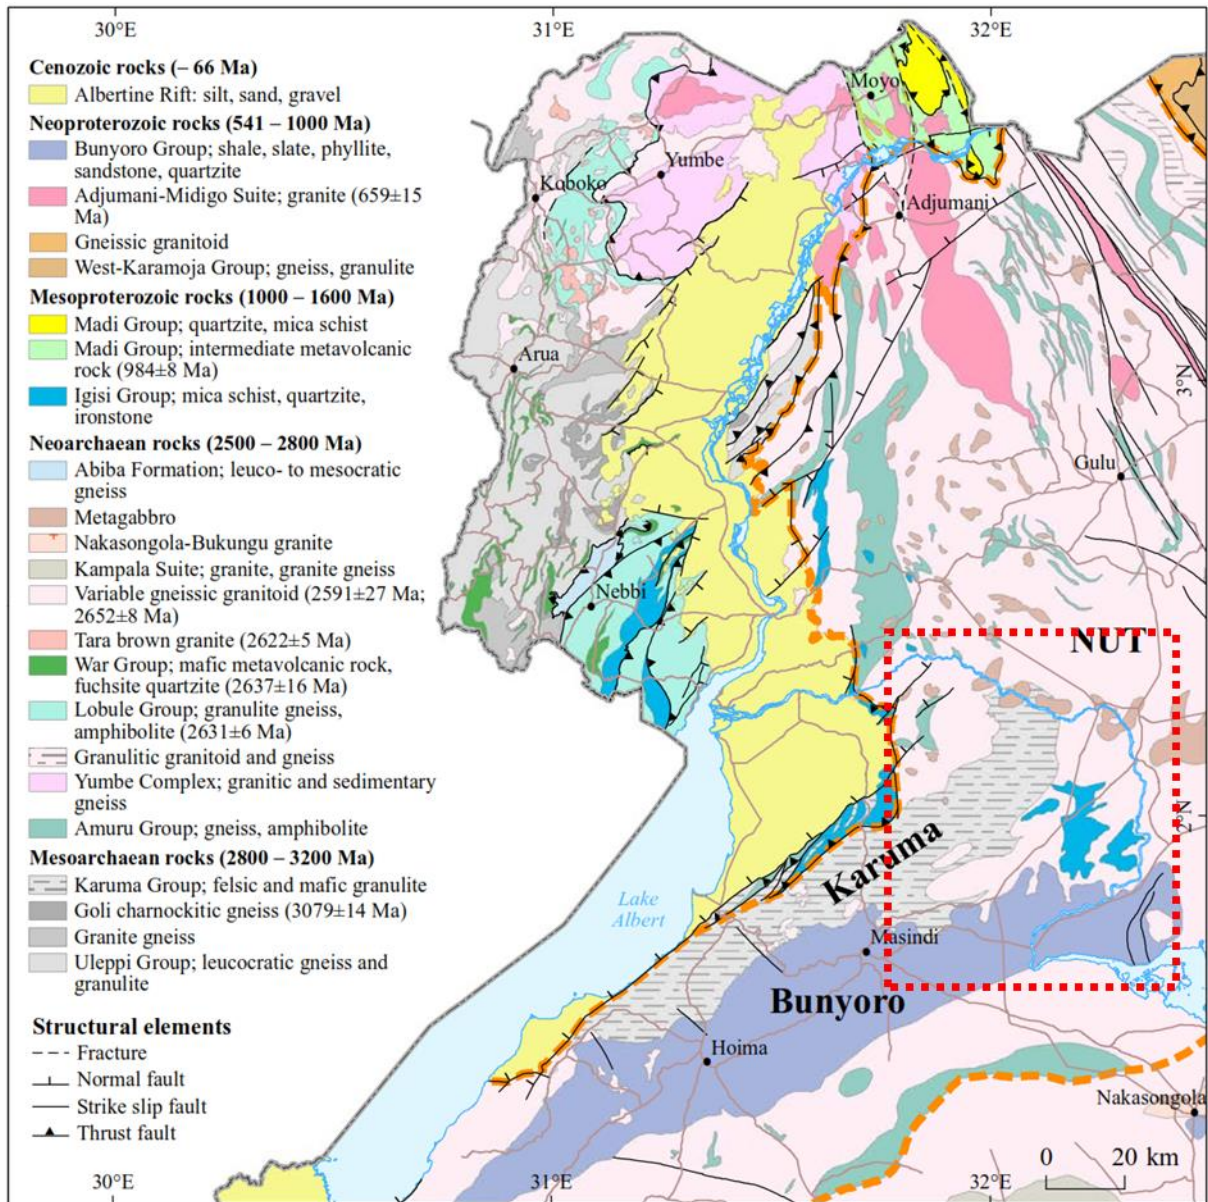 30°E
31°E
32°E
Cenozoic rocks (– 66 Ma)
Albertine Rift: silt, sand, gravel
Neoproterozoic rocks (541 – 1000 Ma)
Bunyoro Group; shale, slate, phyllite,
sandstone, quartzite
Adjumani-Midigo Suite; granite (659±15
Ma)
Gneissic granitoid
West-Karamoja Group; gneiss, granulite
Mesoproterozoic rocks (1000 – 1600 Ma)
Madi Group; quartzite, mica schist
Madi Group; intermediate metavolcanic
rock (984±8 Ma)
Igisi Group; mica schist, quartzite,
ironstone
Neoarchaean rocks (2500 – 2800 Ma)
Abiba Formation; leuco- to mesocratic
gneiss
Metagabbro
Nakasongola-Bukungu granite
Kampala Suite; granite, granite gneiss
Variable gneissic granitoid (2591±27 Ma;
2652±8 Ma)
Tara brown granite (2622±5 Ma)
War Group; mafic metavolcanic rock,
fuchsite quartzite (2637±16 Ma)
Lobule Group; granulite gneiss,
amphibolite (2631±6 Ma)
Granulitic granitoid and gneiss
Yumbe Complex; granitic and sedimentary
gneiss
Amuru Group; gneiss, amphibolite
Mesoarchaean rocks (2800 – 3200 Ma)
Karuma Group; felsic and mafic granulite
Goli charnockitic gneiss (3079±14 Ma)
Granite gneiss
Uleppi Group; leucocratic gneiss and
granulite
Structural elements
Fracture
Normal fault
Strike slip fault
Thrust fault
Moyo
Yumbe
Koboko
Adjumani
Arua
3°N
Gulu
Nebbi
NUT
2°N
Karuma
Lake
Albert
Masindi
Bunyoro
Hoima
Nakasongola
0 20 km
30°E
31°E
32°E